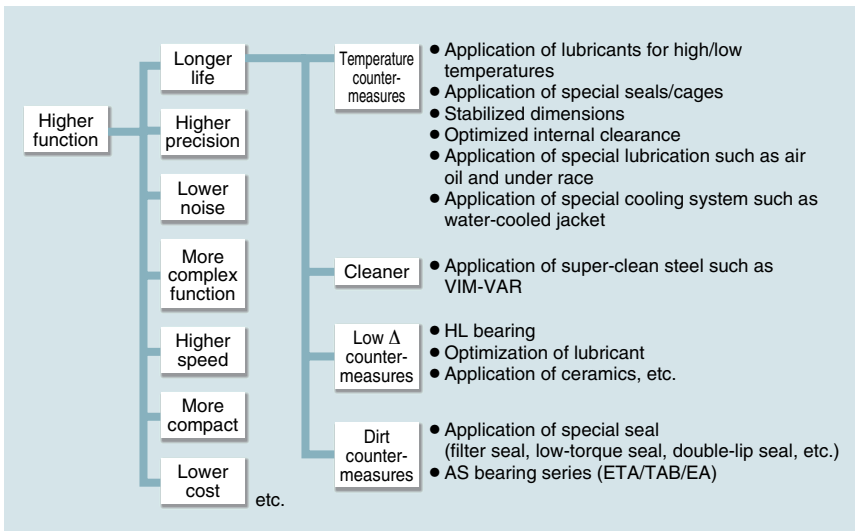 Higher
function
Longer
life
Higher
precision
Lower
noise
More
complex
function
Higher
speed
More
compact
Lower
cost
etc.
Temperature
counter-
measures
● Application of lubricants for high/low
temperatures
● Application of special seals/cages
● Stabilized dimensions
● Optimized internal clearance
● Application of special lubrication such as air
oil and under race
● Application of special cooling system such as
water-cooled jacket
Cleaner
● Application of super-clean steel such as
VIM-VAR
Low Λ
counter-
measures
● HL bearing
● Optimization of lubricant
● Application of ceramics, etc.
Dirt
counter-
measures
● Application of special seal
(filter seal, low-torque seal, double-lip seal, etc.)
● AS bearing series (ETA/TAB/EA)